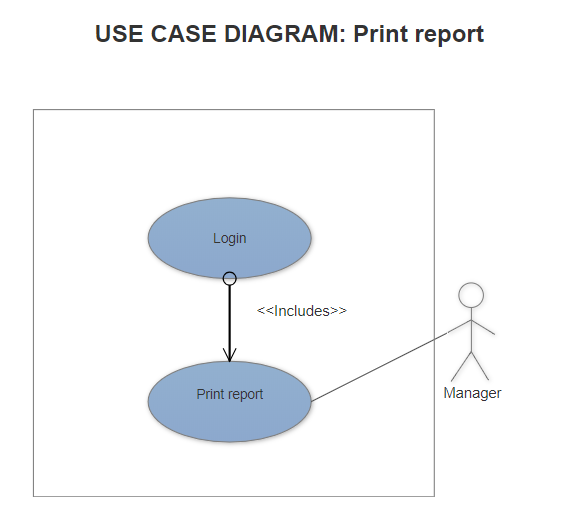 USE CASE DIAGRAM: Print report
Login
<<Includes>>
Print report
Manager